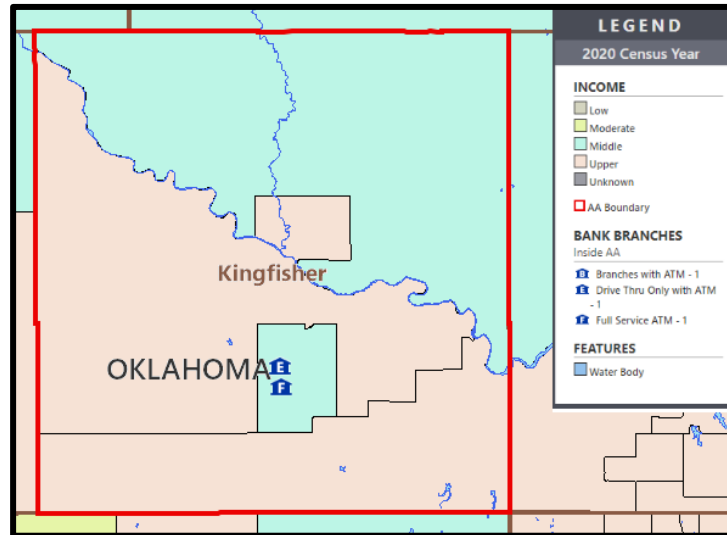 Kingfisher
OKLAHOMA
E
F
LEGEND
2020 Census Year
INCOME
Low
Moderate
Middle
Upper
Unknown
AA Boundary
BANK BRANCHES
Inside AA
Branches with ATM - 1
E Drive Thru Only with ATM
- 1
F Full Service ATM - 1
FEATURES
Water Body